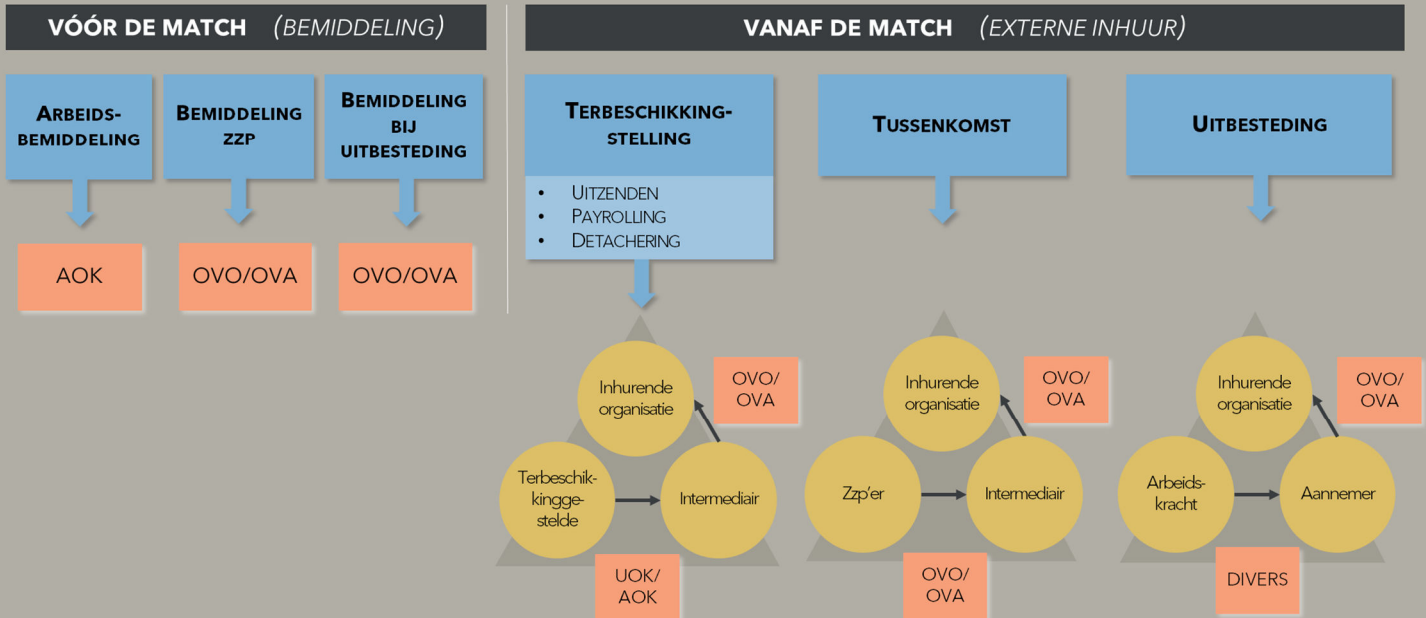 VÓÓR DE MATCH (BEMIDDELING)
ARBEIDS-
BEMIDDELING
BEMIDDELING
ZZP
BEMIDDELING
BIJ
UITBESTEDING
AOK
OVO/OVA
OVO/OVA
VANAF DE MATCH (EXTERNE INHUUR)
TERBESCHIKKING-
STELLING
• UITZENDEN
• PAYROLLING
• DETACHERING
TUSSENKOMST
UITBESTEDING
Inhurende
organisatie
OVO/
OVA
Terbeschik-
kingge-
stelde
Intermediair
UOK/
AOK
Inhurende
organisatie
OVO/
OVA
Zzp'er
Intermediair
OVO/
OVA
Inhurende
organisatie
OVO/
OVA
Arbeids-
kracht
Aannemer
DIVERS